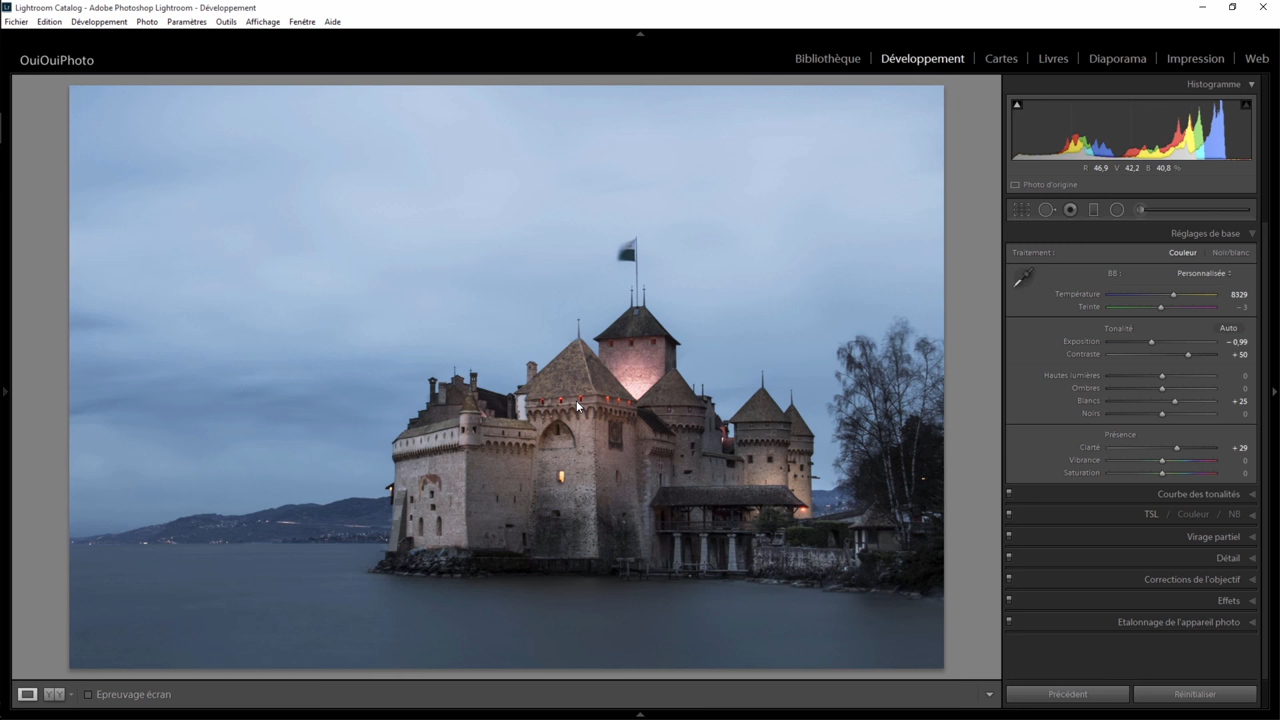 Lightroom Catalog - Adobe Photoshop Lightroom - Développement
Fichier Edition Développement Photo Paramètres Outils Affichage Fenêtre Aide
OuiOuiPhoto
Bibliothèque | Développement | Cartes | Livres | Diaporama | Impression | Web
Histogramme
R 46,9 V 42,2 B 40,8 %
Photo d'origine
Réglages de base
Traitement : Couleur Noir/blanc
BB : Personnalisée
Température 8329
Teinte – 3
Tonalité Auto
Exposition – 0,99
Contraste + 50
Hautes lumières 0
Ombres 0
Blancs + 25
Noirs 0
Présence
Clarté + 29
Vibrance 0
Saturation 0
Courbe des tonalités
TSL / Couleur / NB
Virage partiel
Détail
Corrections de l'objectif
Effets
Etalonnage de l'appareil photo
Epreuvage écran
Précédent Réinitialiser